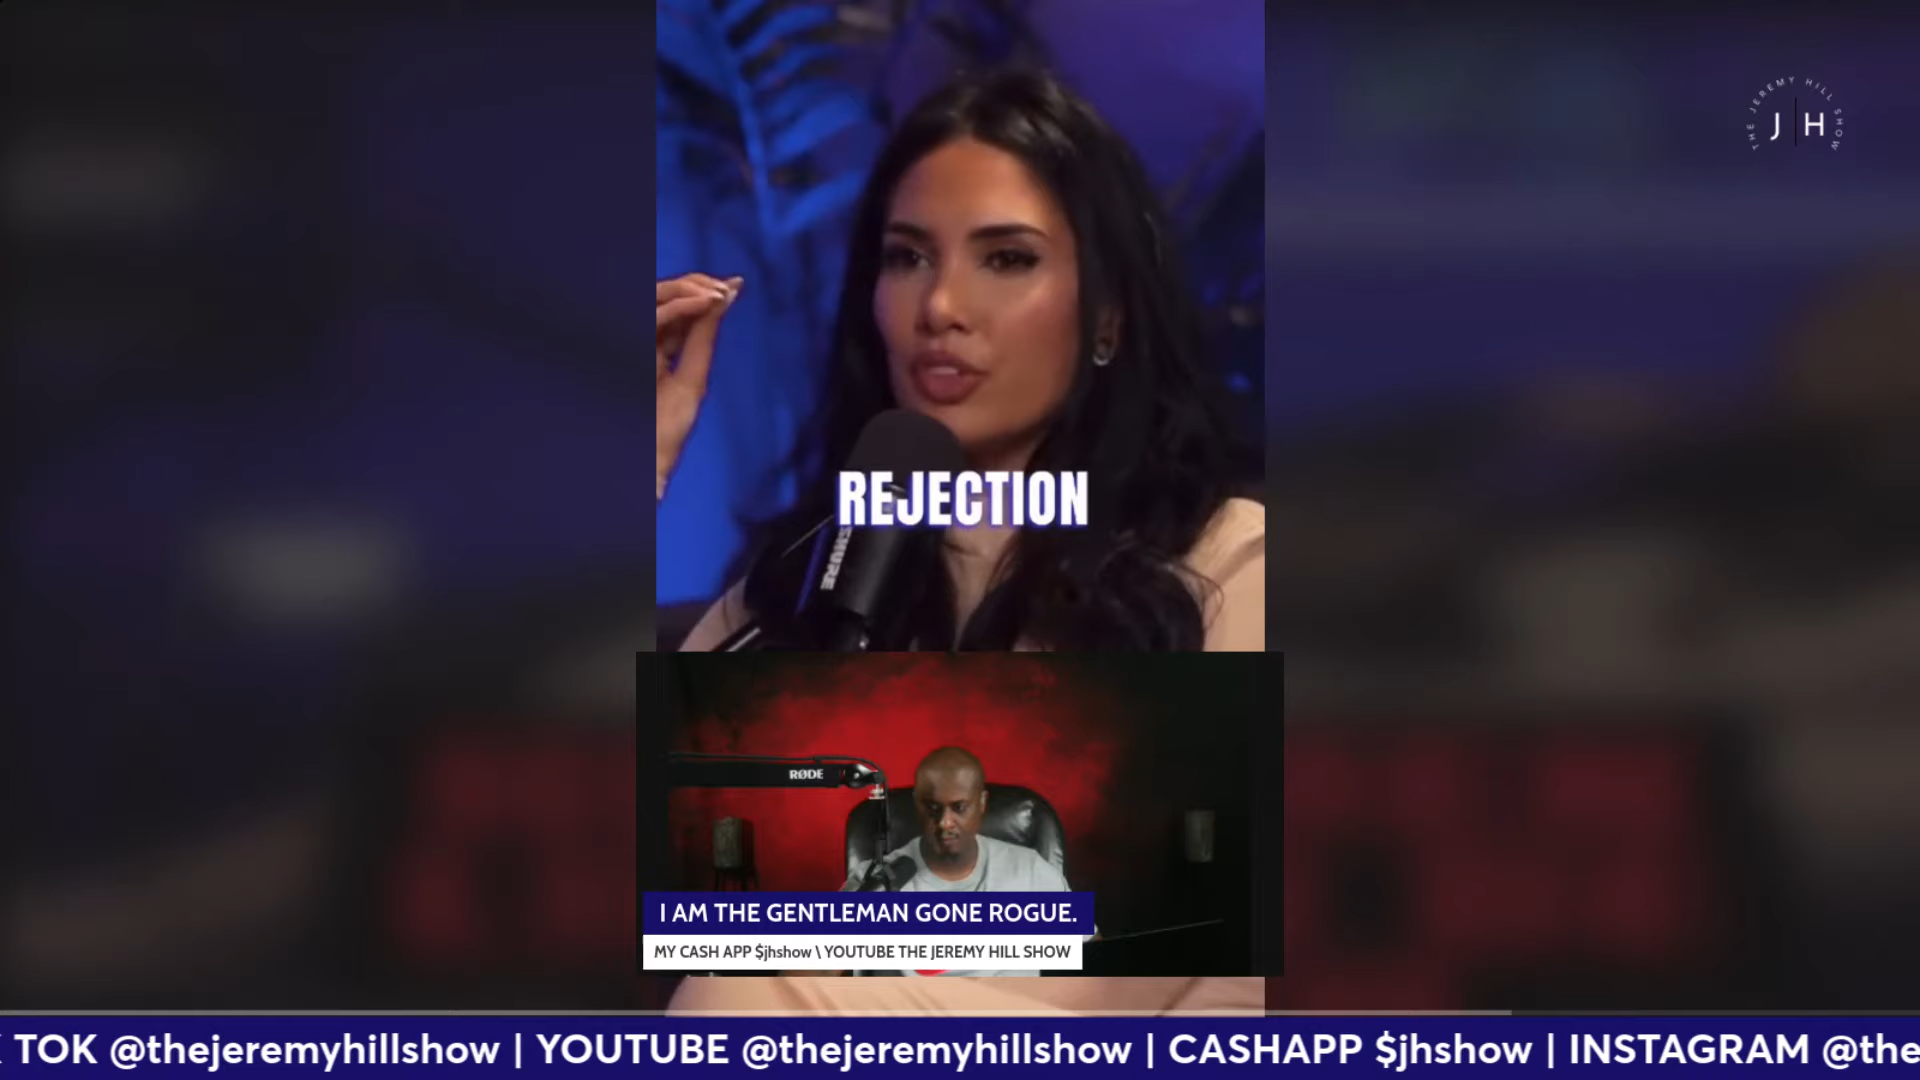 THE JEREMY HILL SHOW
J | H
REJECTION
SHURE
RØDE
I AM THE GENTLEMAN GONE ROGUE.
MY CASH APP $jhshow \ YOUTUBE THE JEREMY HILL SHOW
TOK @thejeremyhillshow | YOUTUBE @thejeremyhillshow | CASHAPP $jhshow | INSTAGRAM @the